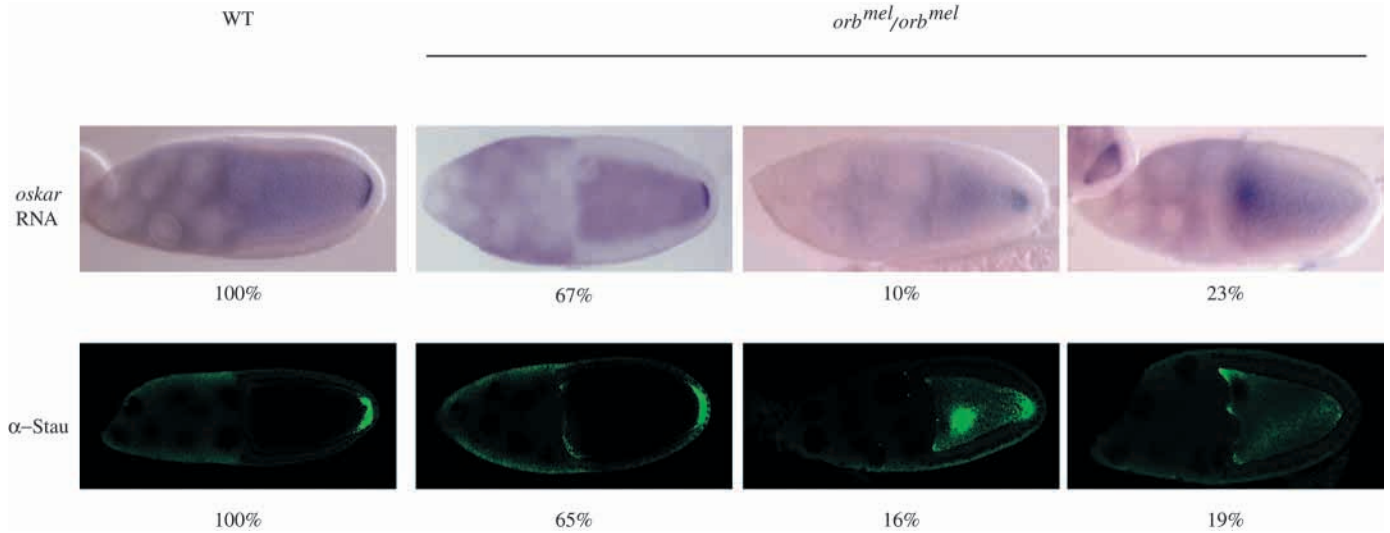 WT
orb^mel/orb^mel
oskar
RNA
100%
67%
10%
23%
α–Stau
100%
65%
16%
19%